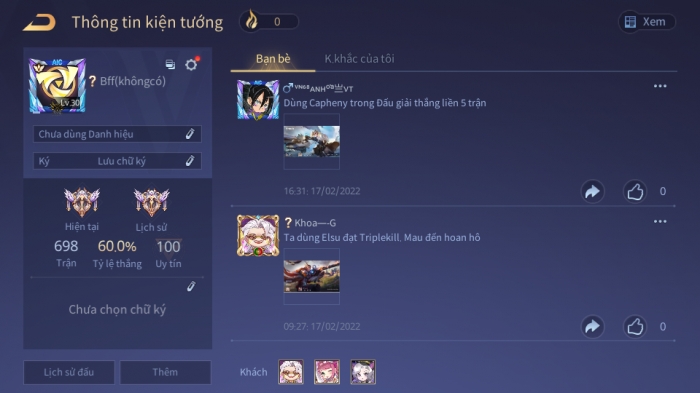 Thông tin kiện tướng
0
Xem
AIC
Lv 30
? Bff(khôngcó)
Chưa dùng Danh hiệu
Ký Lưu chữ ký
Hiện tại
Lịch sử
698
60.0%
100
Trận
Tỷ lệ thắng
Uy tín
Chưa chọn chữ ký
Lịch sử đấu
Thêm
Bạn bè
K.khắc của tôi
Dùng Capheny trong Đấu giải thắng liền 5 trận
16:31: 17/02/2022
0
? Khoa—-G
Ta dùng Elsu đạt Triplekill. Mau đến hoan hô
09:27 17/02/2022
0
Khách